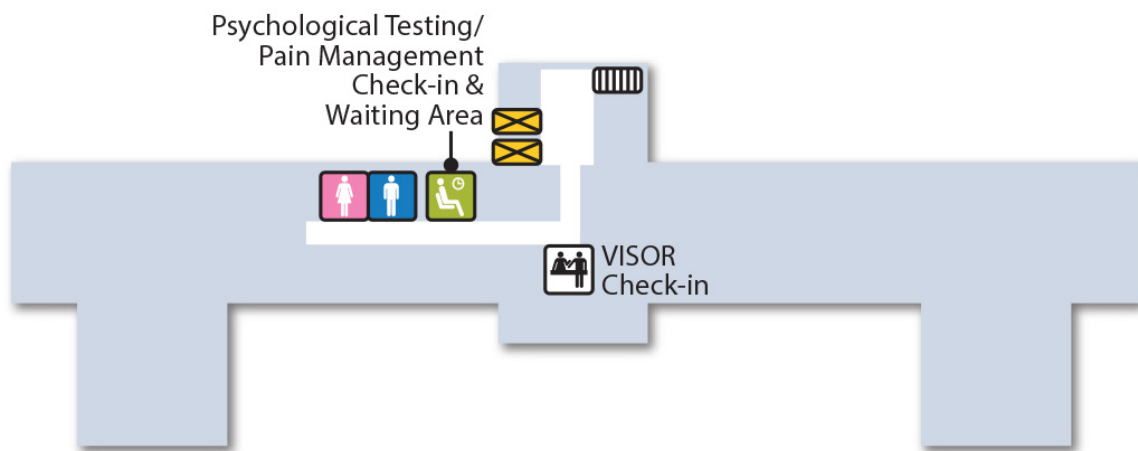 Psychological Testing/
Pain Management
Check-in &
Waiting Area
VISOR
Check-in